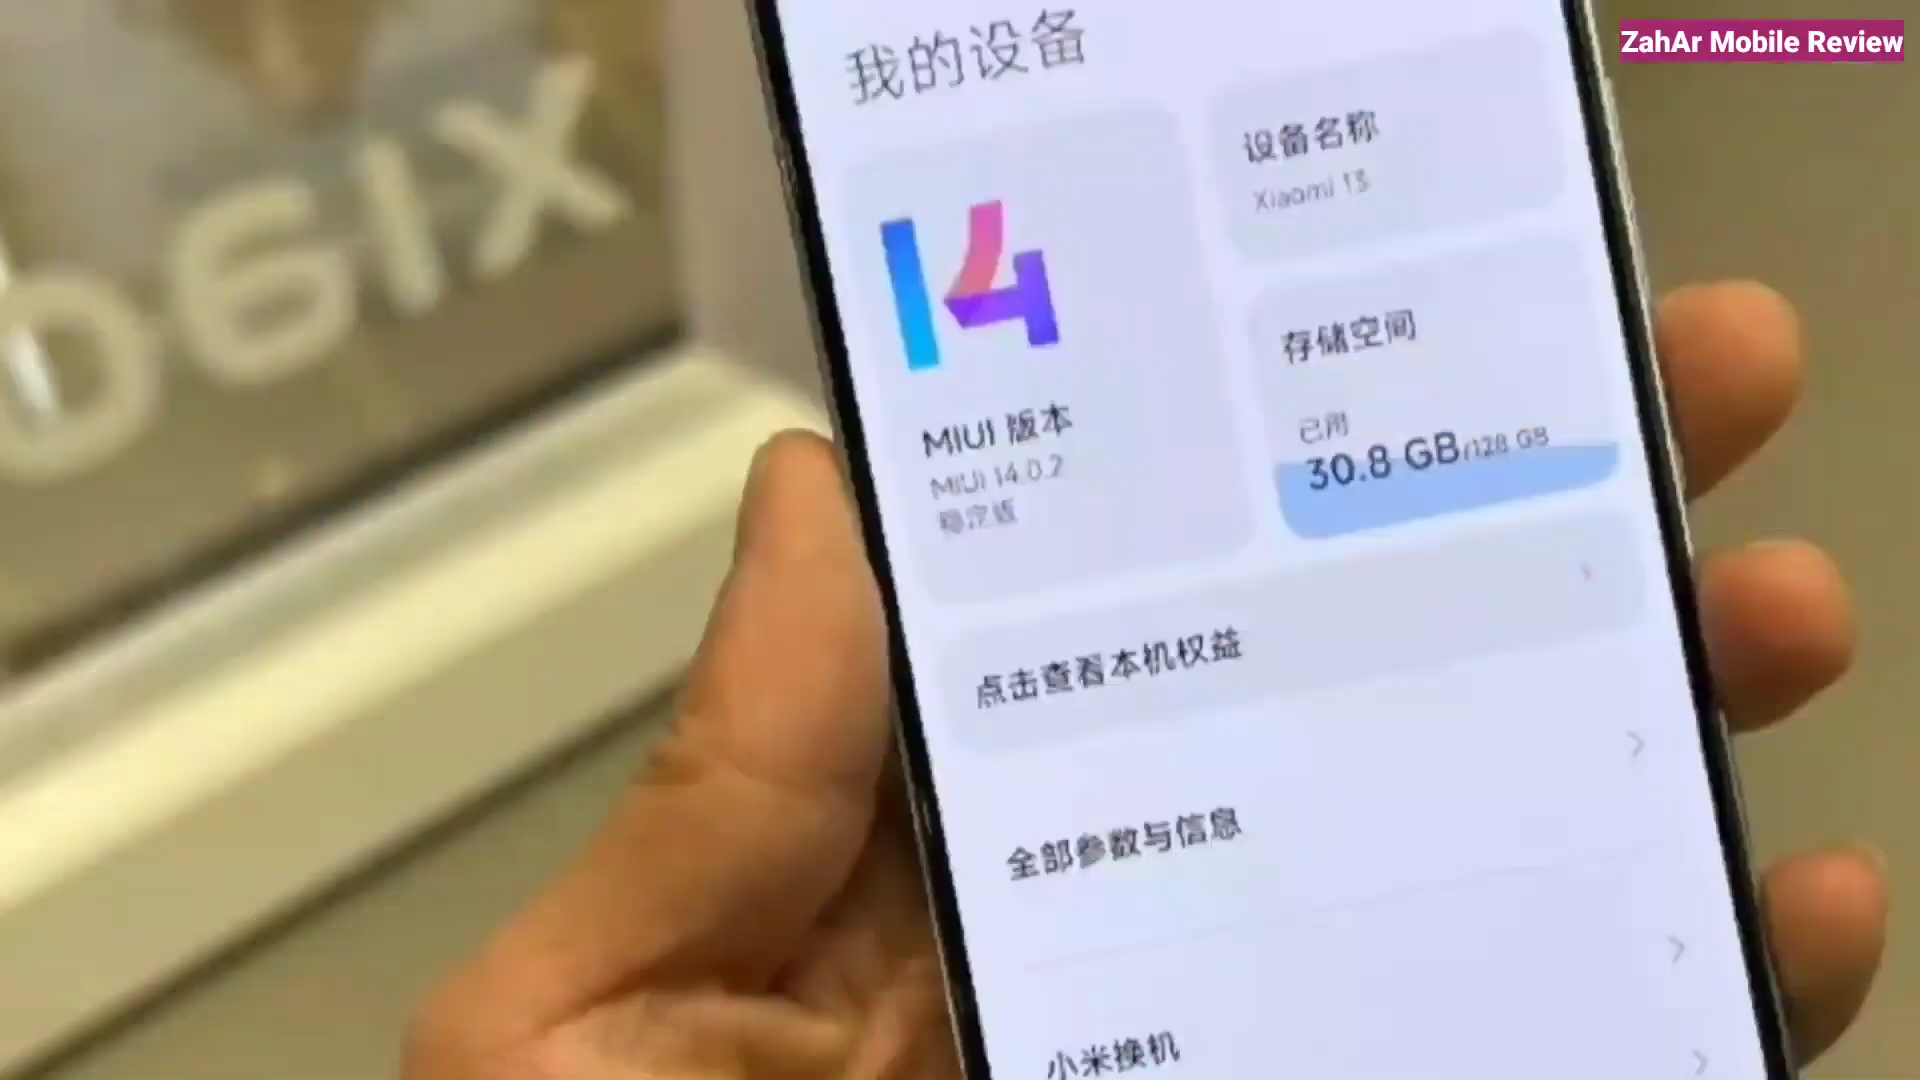 ZahAr Mobile Review
我的设备
设备名称
Xiaomi 13
14
MIUI 版本
MIUI 14.0.2
稳定版
存储空间
已用
30.8 GB/128 GB
点击查看本机权益
全部参数与信息
小米换机